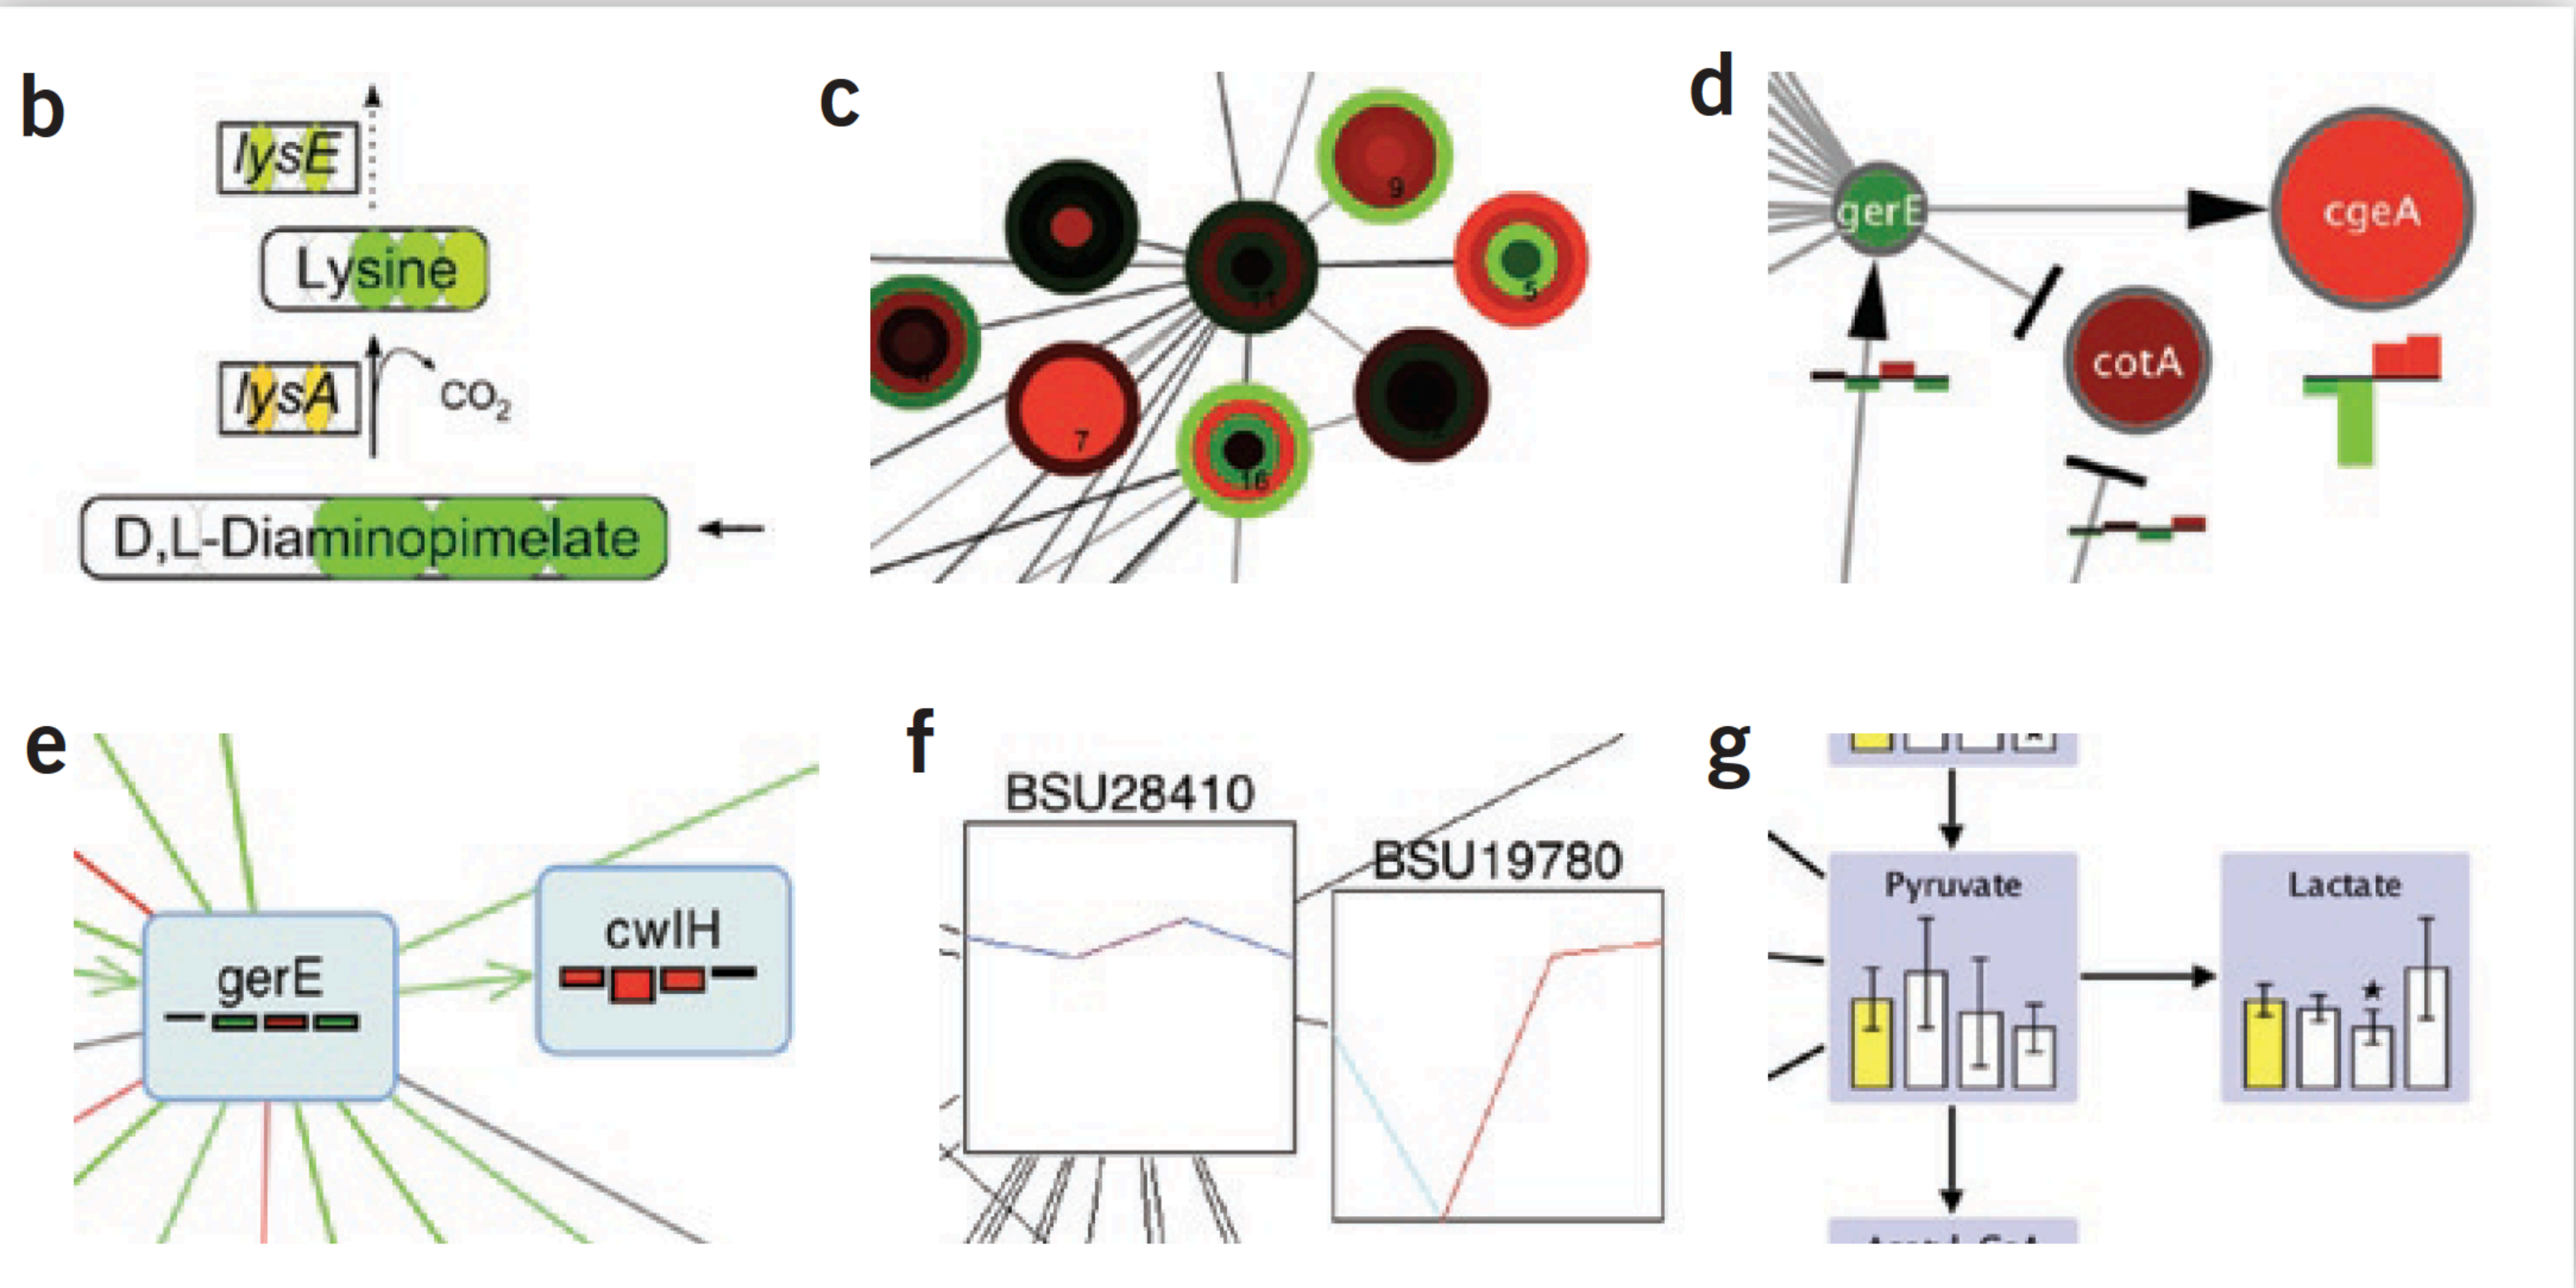 b
lysE
Lysine
lysA
CO2
D,L-Diaminopimelate
c
9
11
5
7
16
12
d
gerE
cgeA
cotA
e
gerE
cwlH
f
BSU28410
BSU19780
g
Pyruvate
Lactate